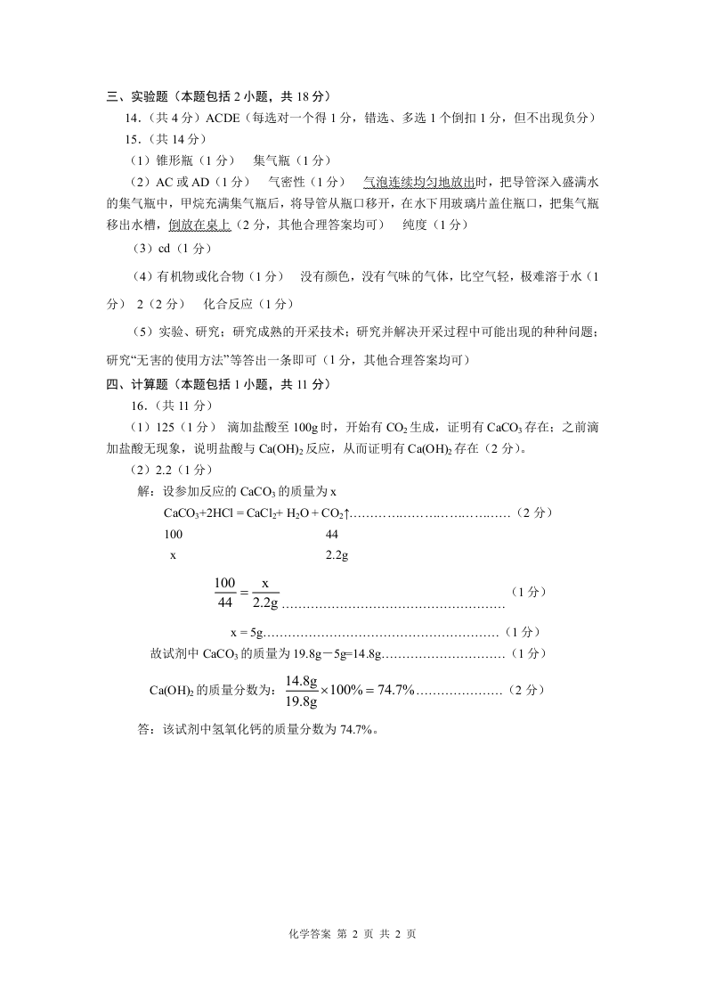 三、实验题（本题包括 2 小题，共 18 分）
14.（共 4 分）ACDE（每选对一个得 1 分，错选、多选 1 个倒扣 1 分，但不出现负分）
15.（共 14 分）
（1）锥形瓶（1 分） 集气瓶（1 分）
（2）AC 或 AD（1 分） 气密性（1 分） 气泡连续均匀地放出时，把导管深入盛满水
的集气瓶中，甲烷充满集气瓶后，将导管从瓶口移开，在水下用玻璃片盖住瓶口，把集气瓶
移出水槽，倒放在桌上（2 分，其他合理答案均可） 纯度（1 分）
（3）cd（1 分）
（4）有机物或化合物（1 分） 没有颜色，没有气味的气体，比空气轻，极难溶于水（1
分） 2（2 分） 化合反应（1 分）
（5）实验、研究；研究成熟的开采技术；研究并解决开采过程中可能出现的种种问题；
研究“无害的使用方法”等答出一条即可（1 分，其他合理答案均可）
四、计算题（本题包括 1 小题，共 11 分）
16.（共 11 分）
（1）125（1 分） 滴加盐酸至 100g 时，开始有 CO₂ 生成，证明有 CaCO₃ 存在；之前滴
加盐酸无现象，说明盐酸与 Ca(OH)₂ 反应，从而证明有 Ca(OH)₂ 存在（2 分）。
（2）2.2（1 分）
解：设参加反应的 CaCO₃ 的质量为 x
CaCO₃+2HCl = CaCl₂+ H₂O + CO₂↑…………………………………（2 分）
100 44
x 2.2g
100/44 = x/2.2g ………………………………………………（1 分）
x = 5g…………………………………………………（1 分）
故试剂中 CaCO₃ 的质量为 19.8g－5g=14.8g…………………………（1 分）
Ca(OH)₂ 的质量分数为：14.8g/19.8g ×100% = 74.7%…………………（2 分）
答：该试剂中氢氧化钙的质量分数为 74.7%。
化学答案 第 2 页 共 2 页